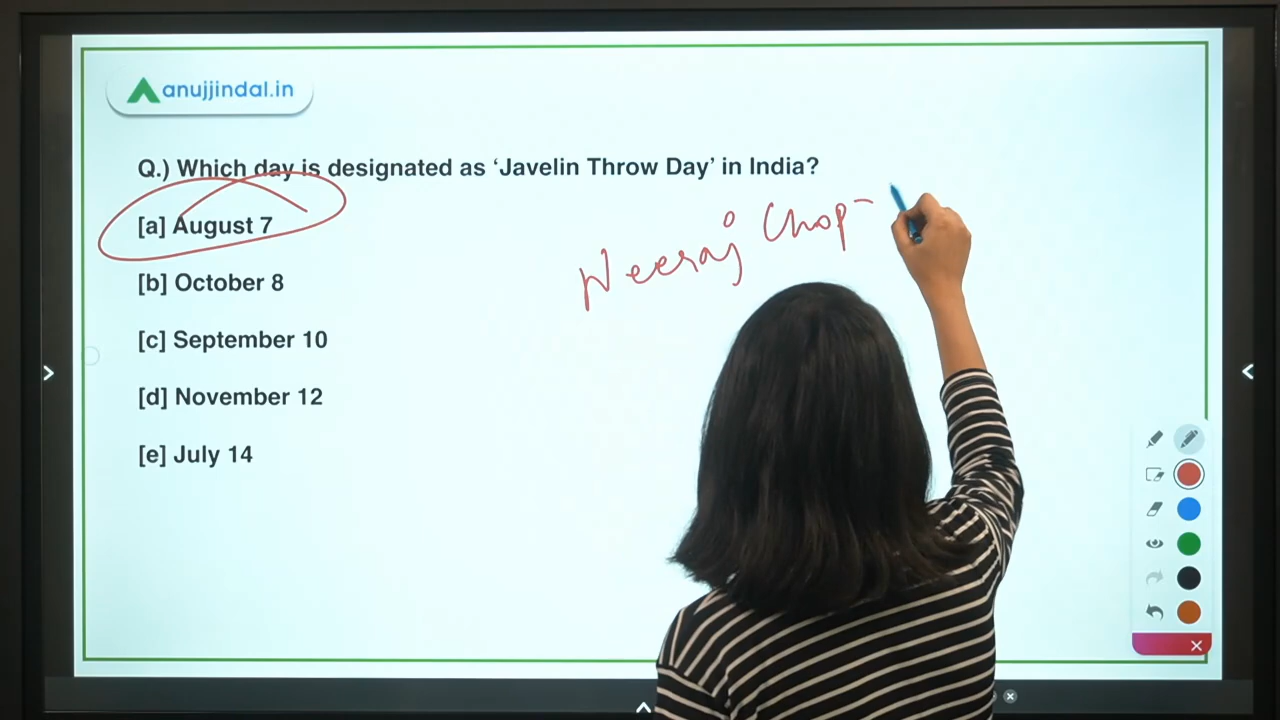 anujjindal.in
Q.) Which day is designated as ‘Javelin Throw Day’ in India?
[a] August 7
Neeraj Chop
[b] October 8
[c] September 10
[d] November 12
[e] July 14